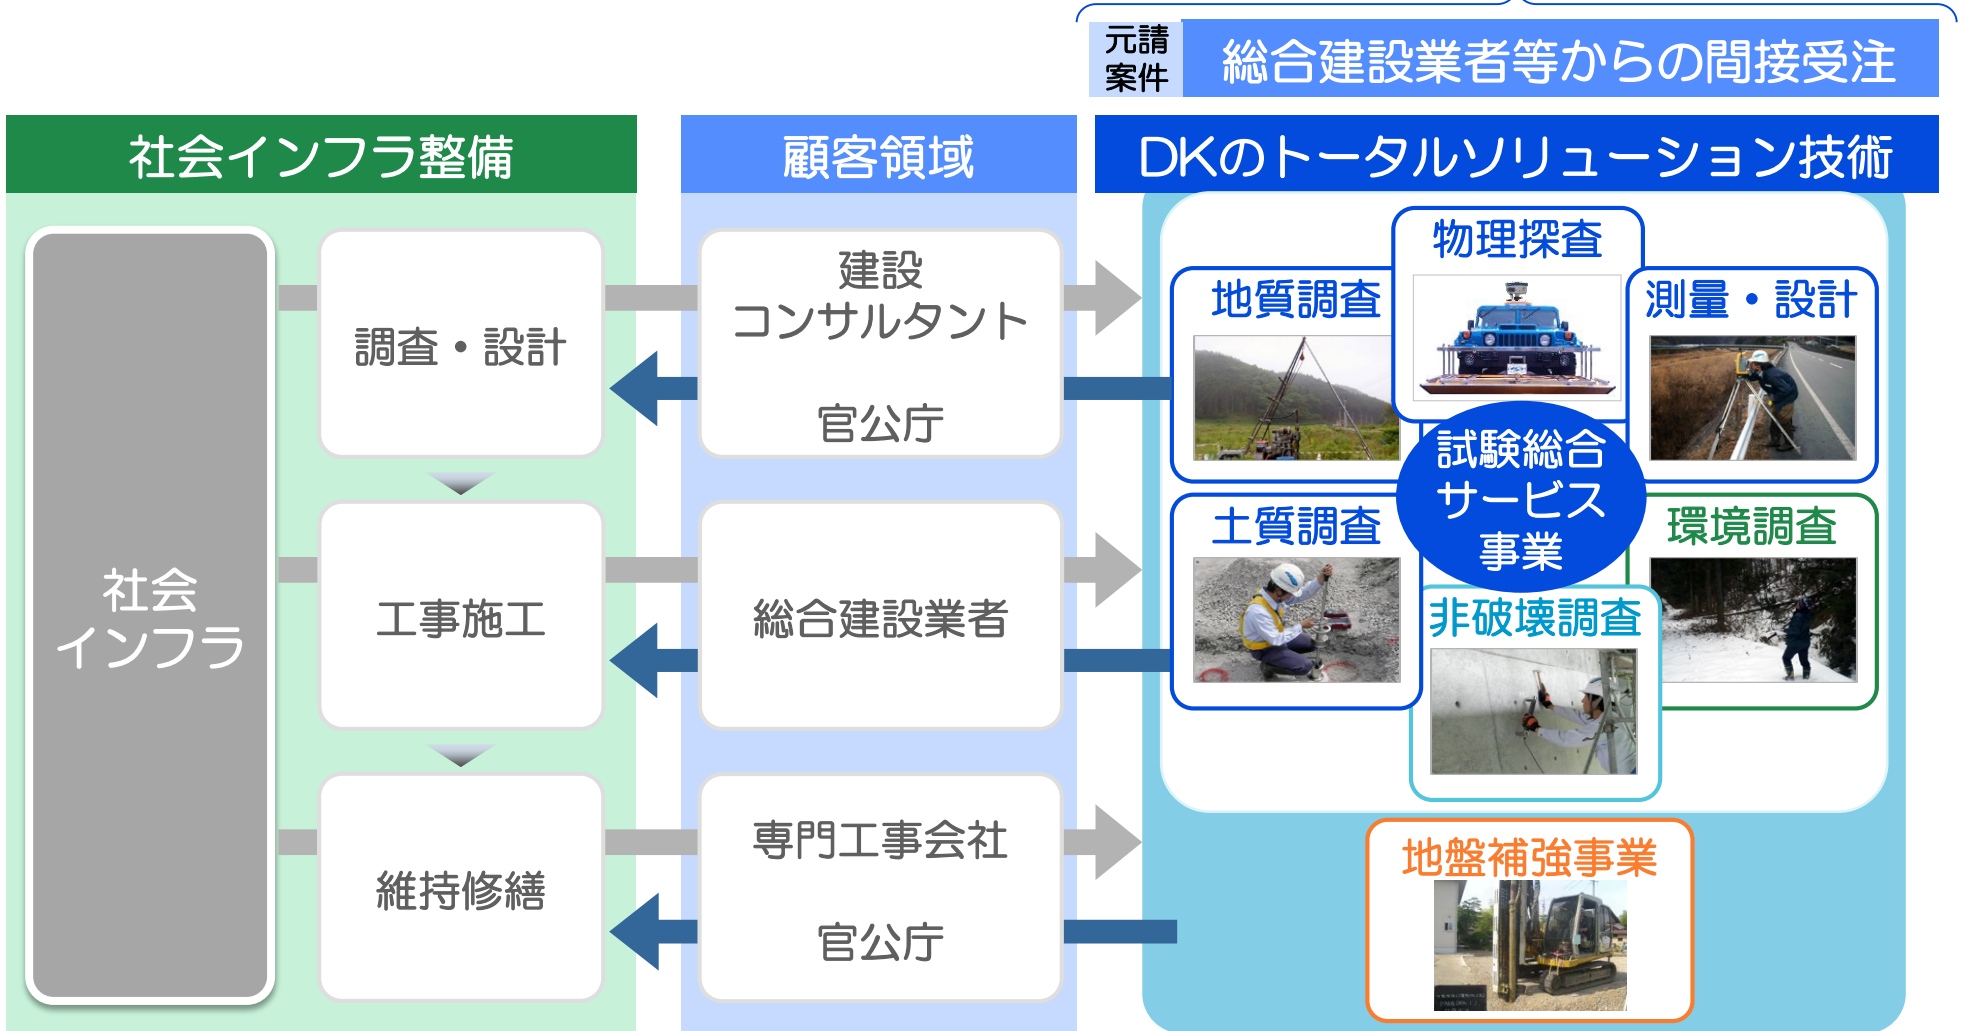 元請
案件
総合建設業者等からの間接受注
社会インフラ整備
顧客領域
DKのトータルソリューション技術
社会
インフラ
調査・設計
工事施工
維持修繕
建設
コンサルタント
官公庁
総合建設業者
専門工事会社
官公庁
物理探査
地質調査
測量・設計
試験総合
サービス
事業
土質調査
環境調査
非破壊調査
地盤補強事業